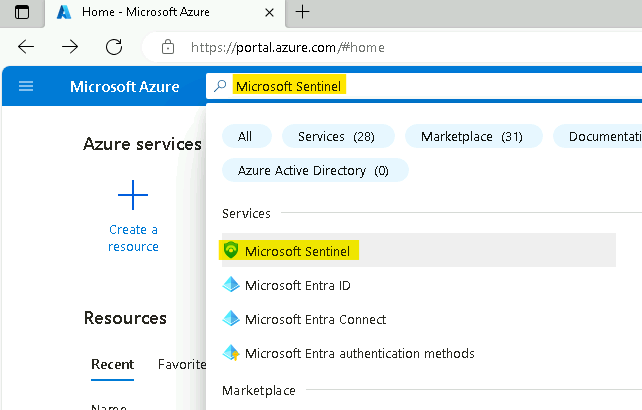 Home - Microsoft Azure
https://portal.azure.com/#home
Microsoft Azure
Microsoft Sentinel
All
Services (28)
Marketplace (31)
Documentati
Azure Active Directory (0)
Azure services
Create a
resource
Services
Microsoft Sentinel
Microsoft Entra ID
Microsoft Entra Connect
Microsoft Entra authentication methods
Marketplace
Resources
Recent
Favorite
Name